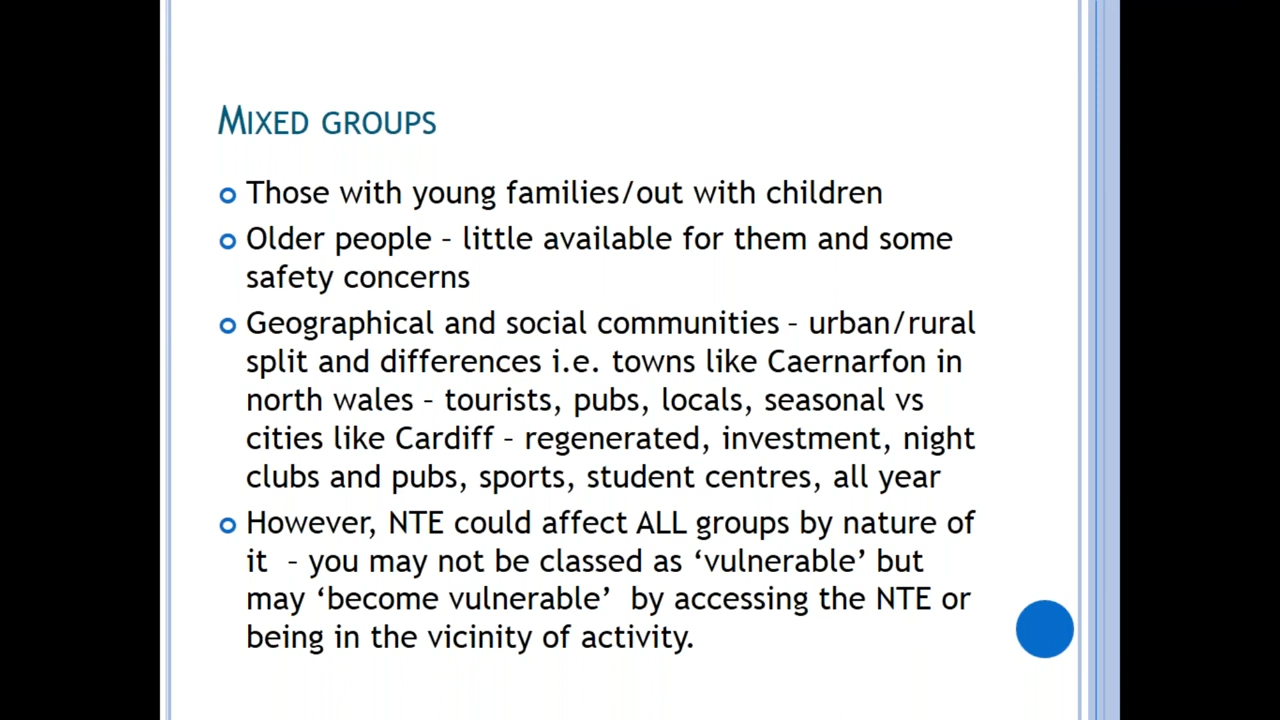 MIXED GROUPS
Those with young families/out with children
Older people – little available for them and some
safety concerns
Geographical and social communities – urban/rural
split and differences i.e. towns like Caernarfon in
north wales – tourists, pubs, locals, seasonal vs
cities like Cardiff – regenerated, investment, night
clubs and pubs, sports, student centres, all year
However, NTE could affect ALL groups by nature of
it – you may not be classed as ‘vulnerable’ but
may ‘become vulnerable’ by accessing the NTE or
being in the vicinity of activity.